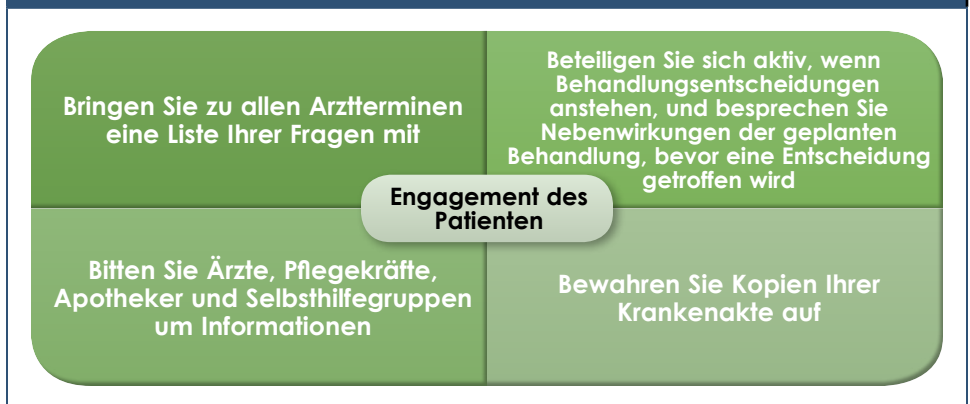 Bringen Sie zu allen Arztterminen
eine Liste Ihrer Fragen mit
Beteiligen Sie sich aktiv, wenn
Behandlungsentscheidungen
anstehen, und besprechen Sie
Nebenwirkungen der geplanten
Behandlung, bevor eine Entscheidung
getroffen wird
Engagement des
Patienten
Bitten Sie Ärzte, Pflegekräfte,
Apotheker und Selbsthilfegruppen
um Informationen
Bewahren Sie Kopien Ihrer
Krankenakte auf